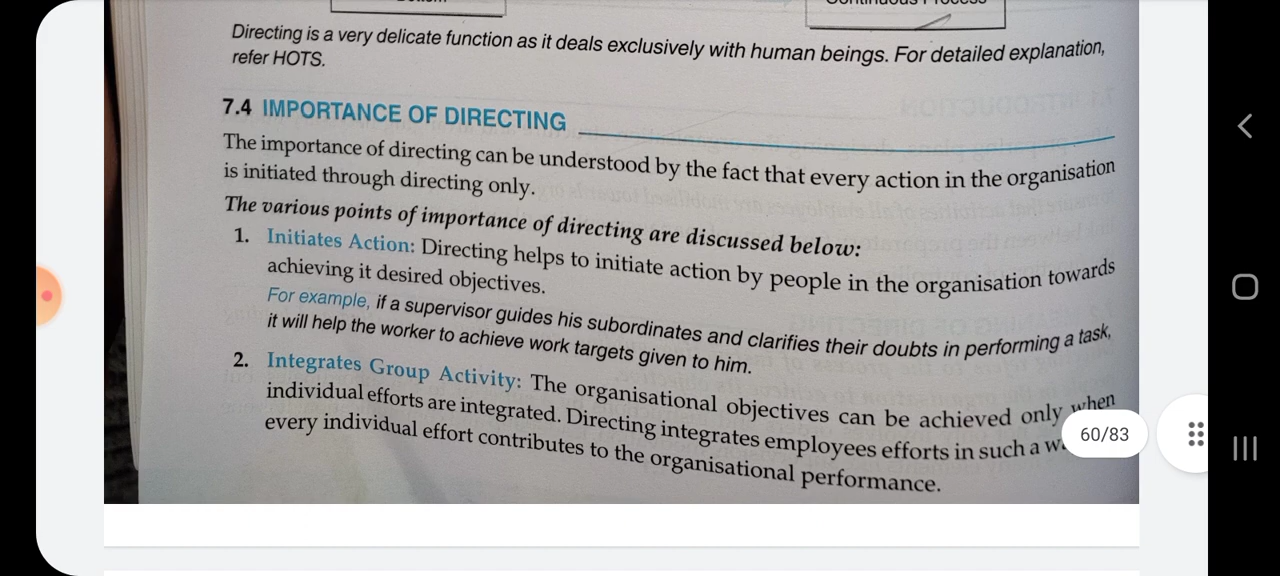 Directing is a very delicate function as it deals exclusively with human beings. For detailed explanation,
refer HOTS.
7.4 IMPORTANCE OF DIRECTING
The importance of directing can be understood by the fact that every action in the organisation
is initiated through directing only.
The various points of importance of directing are discussed below:
1. Initiates Action: Directing helps to initiate action by people in the organisation towards
achieving it desired objectives.
For example, if a supervisor guides his subordinates and clarifies their doubts in performing a task,
it will help the worker to achieve work targets given to him.
2. Integrates Group Activity: The organisational objectives can be achieved only when
individual efforts are integrated. Directing integrates employees efforts in such a
every individual effort contributes to the organisational performance.
60/83